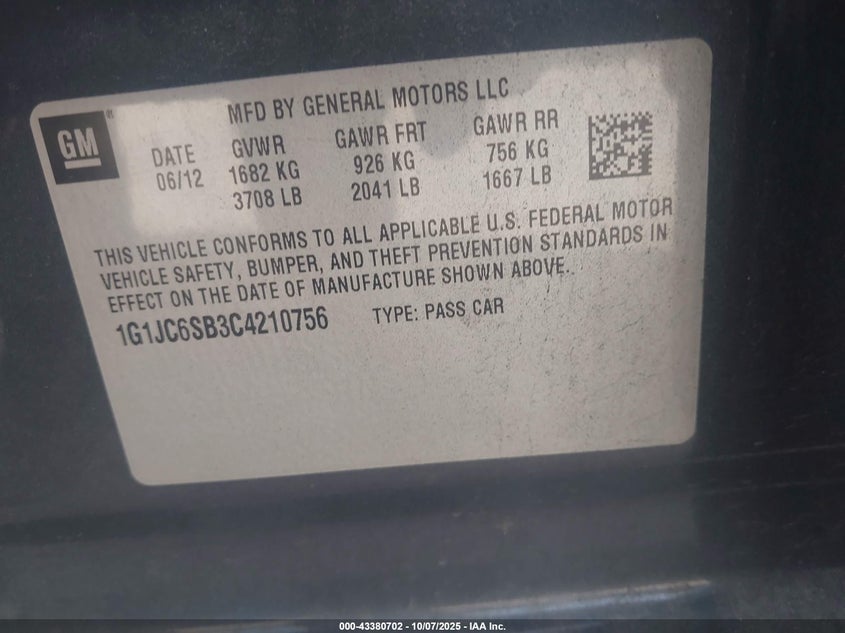 MFD BY GENERAL MOTORS LLC
GM
DATE GVWR GAWR FRT GAWR RR
06/12 1682 KG 926 KG 756 KG
3708 LB 2041 LB 1667 LB
THIS VEHICLE CONFORMS TO ALL APPLICABLE U.S. FEDERAL MOTOR
VEHICLE SAFETY, BUMPER, AND THEFT PREVENTION STANDARDS IN
EFFECT ON THE DATE OF MANUFACTURE SHOWN ABOVE.
1G1JC6SB3C4210756 TYPE: PASS CAR
000-43380702 - 10/07/2025 - IAA Inc.